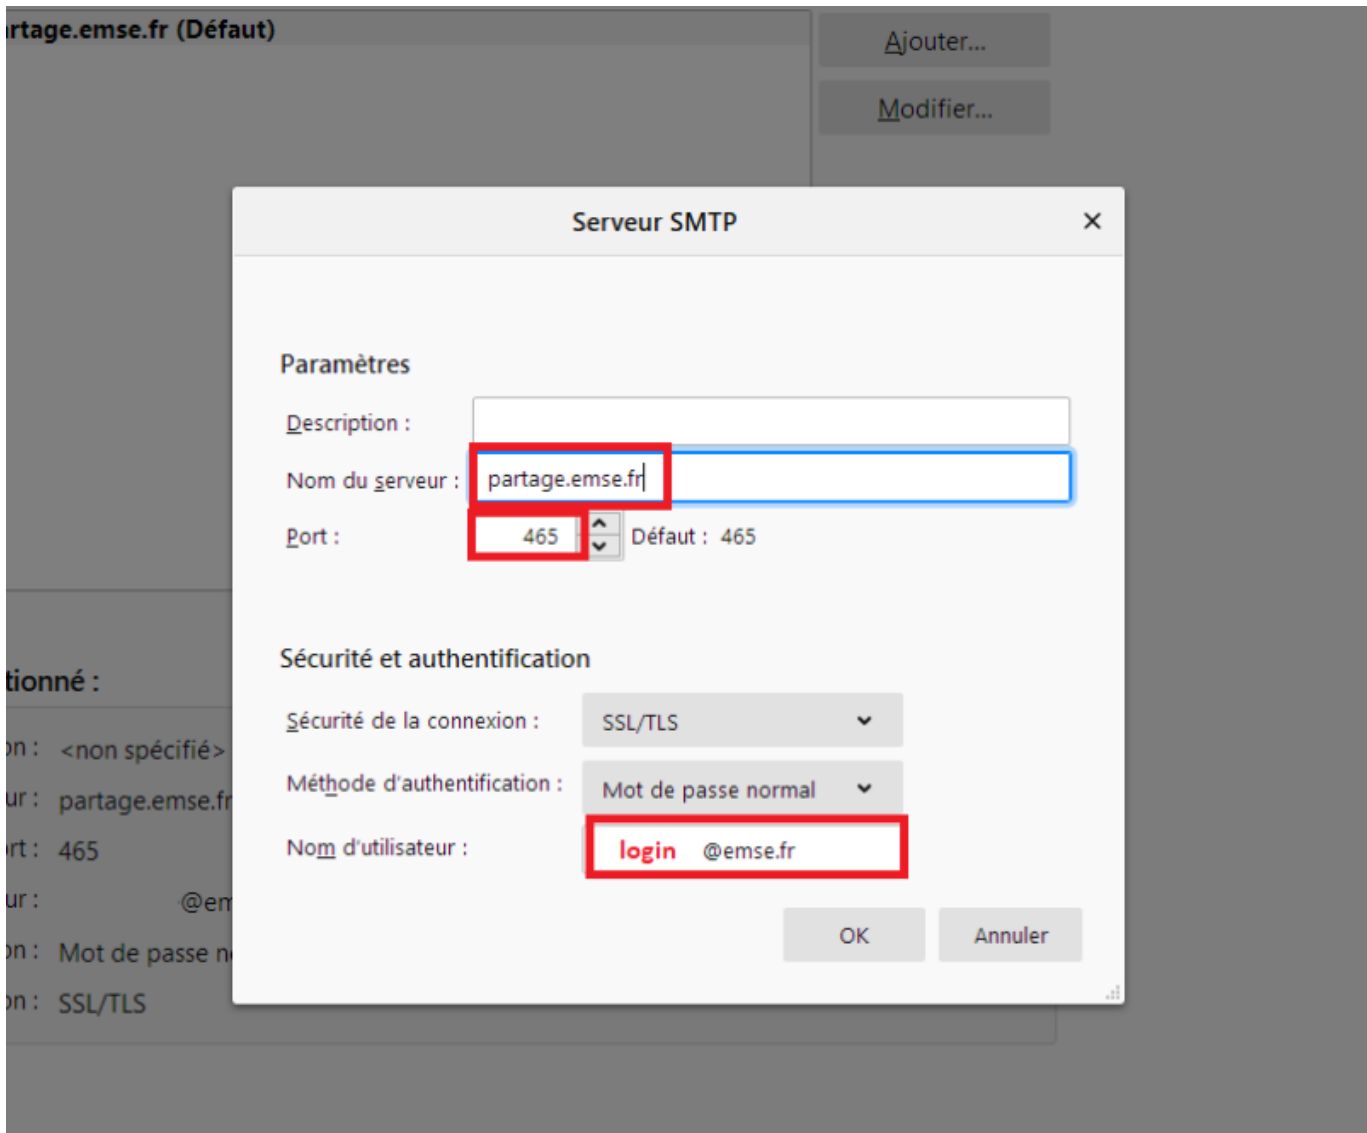 rtage.emse.fr (Défaut)
Ajouter...
Modifier...
Serveur SMTP
Paramètres
Description :
Nom du serveur : partage.emse.fr
Port : 465 Défaut : 465
Sécurité et authentification
tionné :
Sécurité de la connexion : SSL/TLS
on : <non spécifié>
Méthode d'authentification : Mot de passe normal
ur : partage.emse.fr
Nom d'utilisateur : login @emse.fr
rt : 465
ur : @em
OK Annuler
on : Mot de passe n
on : SSL/TLS